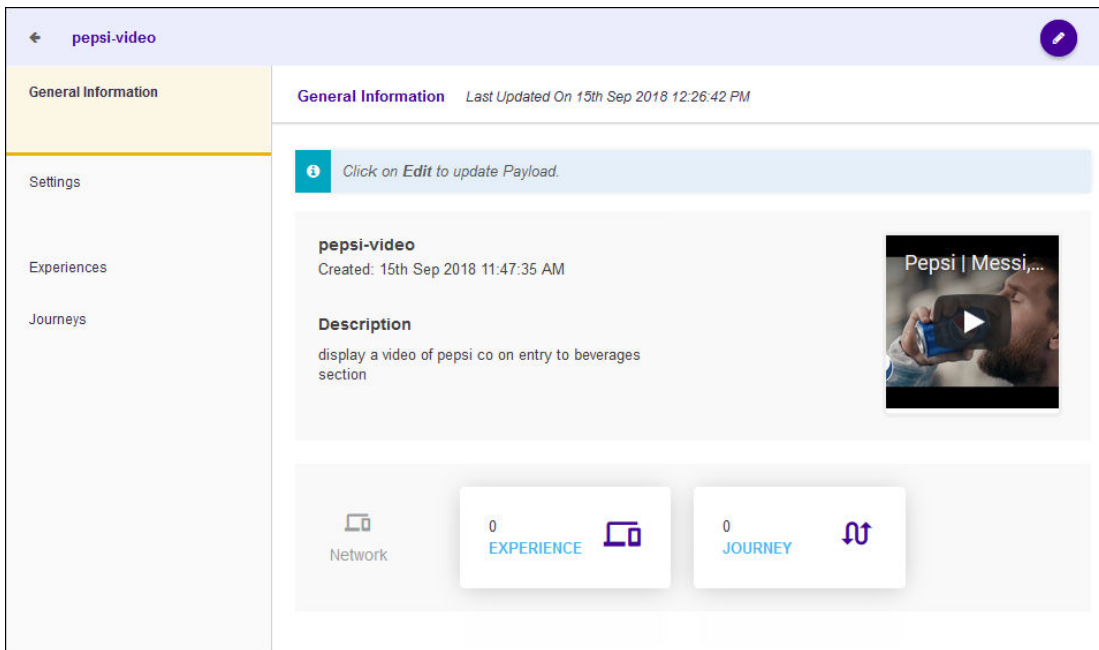 pepsi-video
General Information
General Information Last Updated On 15th Sep 2018 12:26:42 PM
Click on Edit to update Payload.
Settings
pepsi-video
Created: 15th Sep 2018 11:47:35 AM
Pepsi | Messi,...
Experiences
Journeys
Description
display a video of pepsi co on entry to beverages
section
Network
0
EXPERIENCE
0
JOURNEY